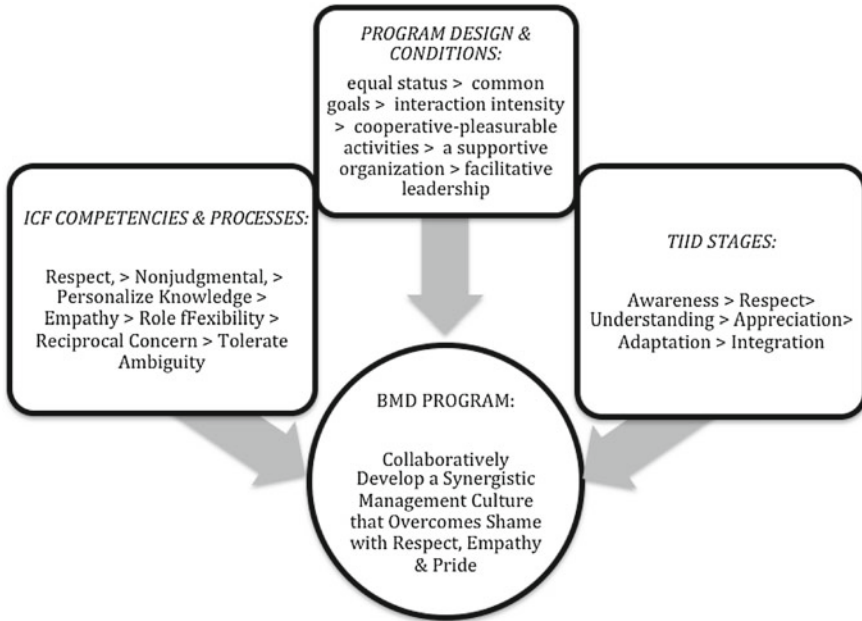 PROGRAM DESIGN &
CONDITIONS:
equal status > common
goals > interaction intensity
> cooperative-pleasurable
activities > a supportive
organization > facilitative
leadership
ICF COMPETENCIES & PROCESSES:
Respect, > Nonjudgmental, >
Personalize Knowledge >
Empathy > Role fFexibility >
Reciprocal Concern > Tolerate
Ambiguity
TIID STAGES:
Awareness > Respect>
Understanding > Appreciation>
Adaptation > Integration
BMD PROGRAM:
Collaboratively
Develop a Synergistic
Management Culture
that Overcomes Shame
with Respect, Empathy
& Pride